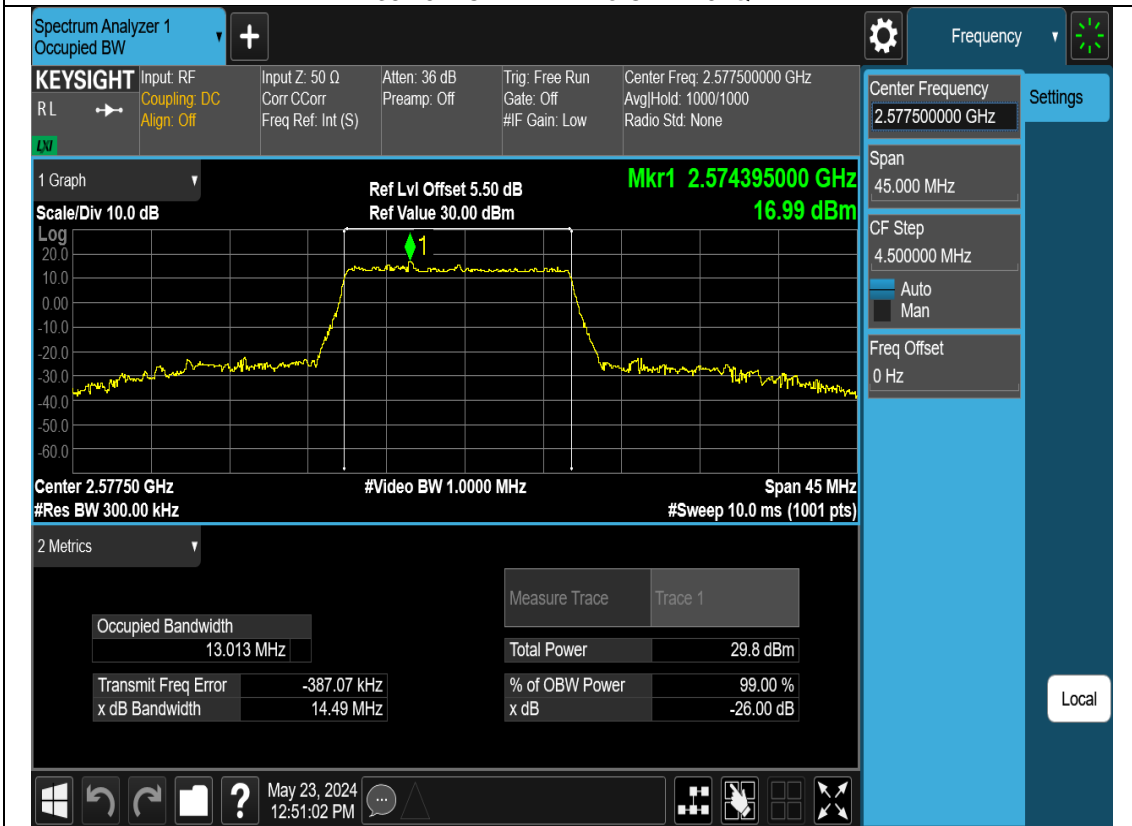 Spectrum Analyzer 1
Occupied BW
Frequency
KEYSIGHT
R L
LXI
Input: RF
Coupling: DC
Align: Off
Input Z: 50 Ω
Corr CCorr
Freq Ref: Int (S)
Atten: 36 dB
Preamp: Off
Trig: Free Run
Gate: Off
#IF Gain: Low
Center Freq: 2.577500000 GHz
Avg|Hold: 1000/1000
Radio Std: None
Center Frequency
2.577500000 GHz
Settings
Span
45.000 MHz
CF Step
4.500000 MHz
Auto
Man
Freq Offset
0 Hz
Local
1 Graph
Scale/Div 10.0 dB
Ref Lvl Offset 5.50 dB
Ref Value 30.00 dBm
Mkr1 2.574395000 GHz
16.99 dBm
Log
1
20.0
10.0
0.00
-10.0
-20.0
-30.0
-40.0
-50.0
-60.0
Center 2.57750 GHz
#Res BW 300.00 kHz
#Video BW 1.0000 MHz
Span 45 MHz
#Sweep 10.0 ms (1001 pts)
2 Metrics
Measure Trace Trace 1
Occupied Bandwidth
13.013 MHz
Total Power 29.8 dBm
Transmit Freq Error -387.07 kHz
% of OBW Power 99.00 %
x dB Bandwidth 14.49 MHz
x dB -26.00 dB
?
May 23, 2024
12:51:02 PM